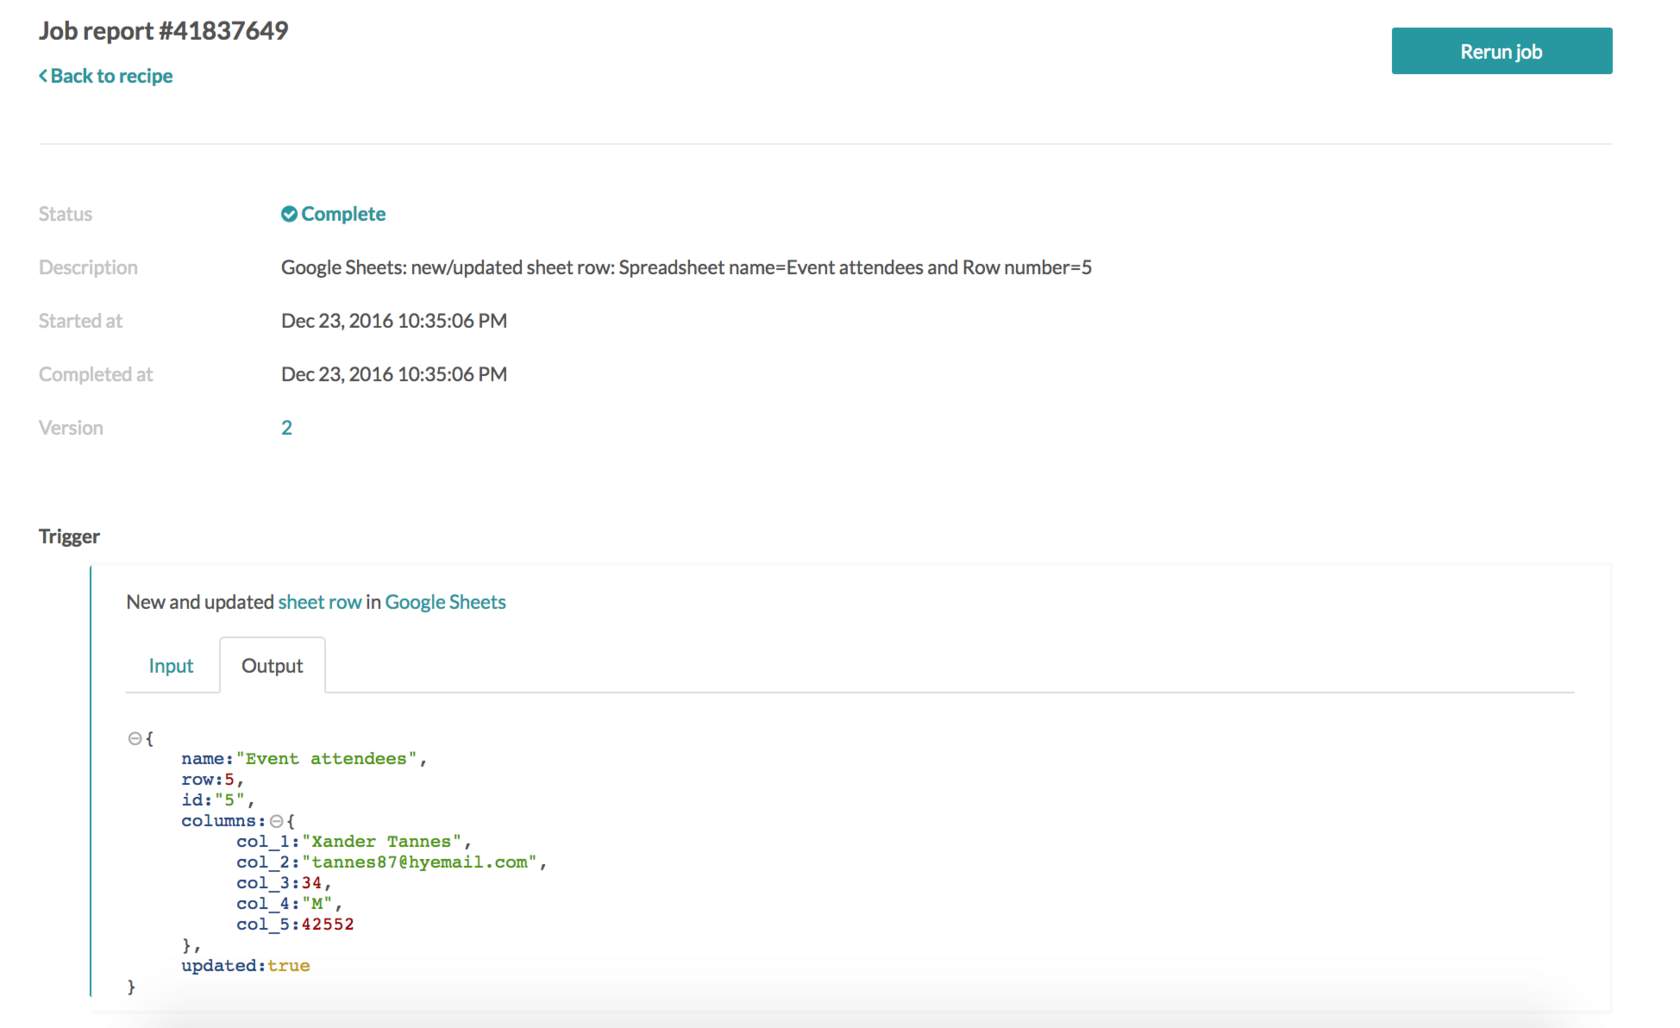 Job report #41837649
Rerun job
Back to recipe
Status Complete
Description Google Sheets: new/updated sheet row: Spreadsheet name=Event attendees and Row number=5
Started at Dec 23, 2016 10:35:06 PM
Completed at Dec 23, 2016 10:35:06 PM
Version 2
Trigger
New and updated sheet row in Google Sheets
Input Output
{
name:"Event attendees",
row:5,
id:"5",
columns:{
col_1:"Xander Tannes",
col_2:"tannes87@hyemail.com",
col_3:34,
col_4:"M",
col_5:42552
},
updated:true
}